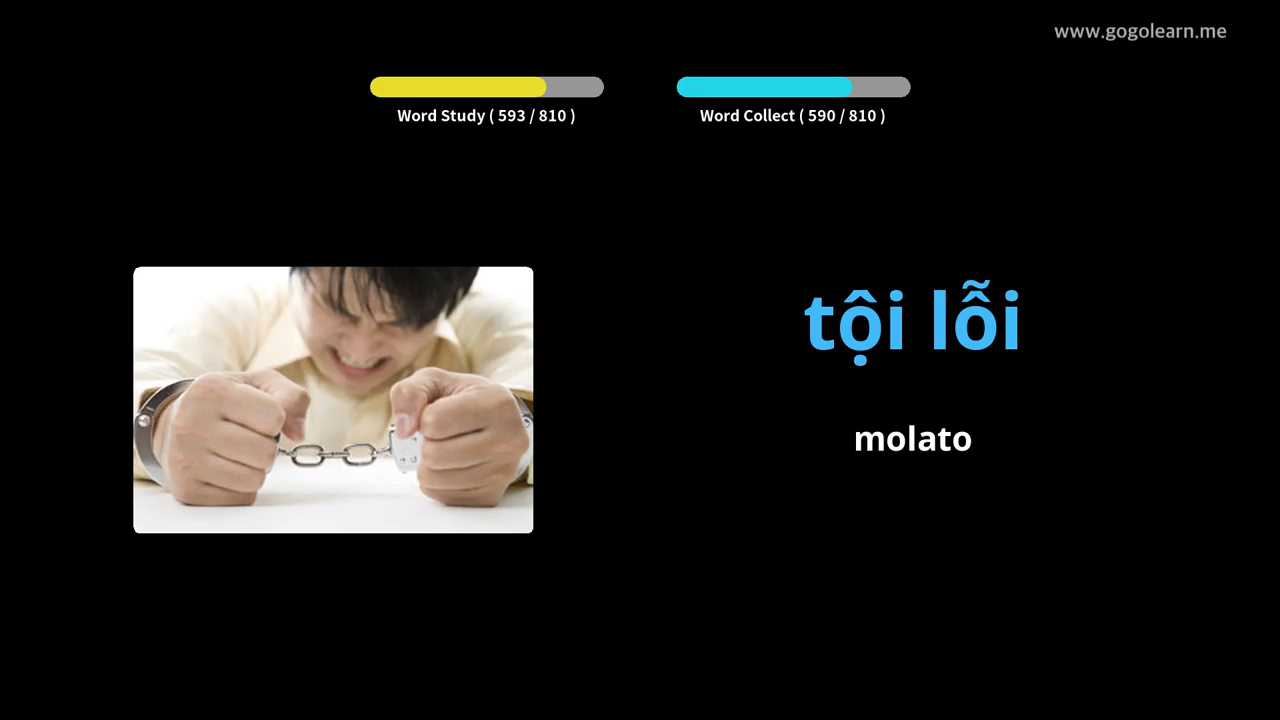 www.gogolearn.me
Word Study ( 593 / 810 )
Word Collect ( 590 / 810 )
tội lỗi
molato